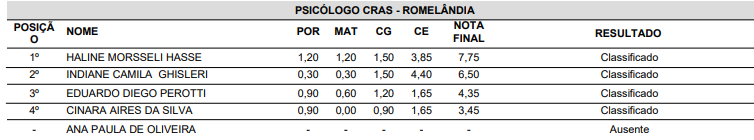 PSICÓLOGO CRAS - ROMELÂNDIA
POSIÇÃO NOME POR MAT CG CE NOTA FINAL RESULTADO
1º HALINE MORSSELI HASSE 1,20 1,20 1,50 3,85 7,75 Classificado
2º INDIANE CAMILA GHISLERI 0,30 0,30 1,50 4,40 6,50 Classificado
3º EDUARDO DIEGO PEROTTI 0,90 0,60 1,20 1,65 4,35 Classificado
4º CINARA AIRES DA SILVA 0,90 0,00 0,90 1,65 3,45 Classificado
- ANA PAULA DE OLIVEIRA - - - - - Ausente